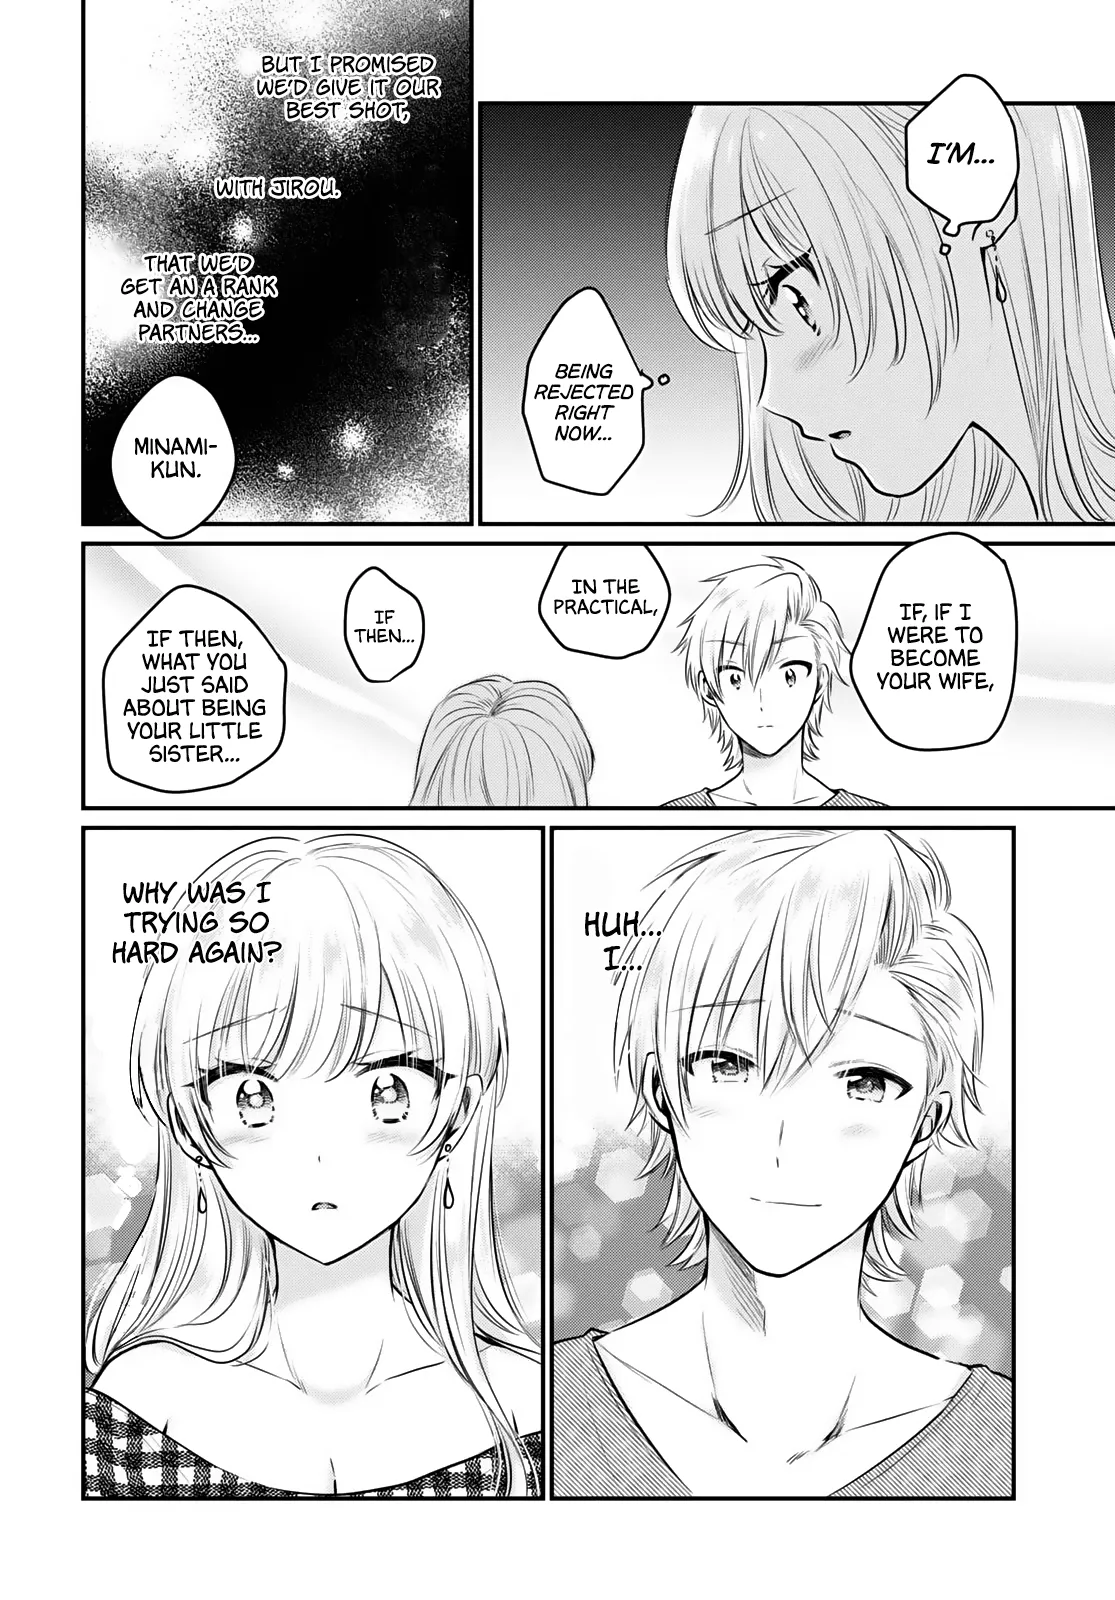 I'M...
BEING
REJECTED
RIGHT
NOW...
BUT I PROMISED
WE'D GIVE IT OUR
BEST SHOT,
WITH JIROU.
THAT WE'D
GET AN A RANK
AND CHANGE
PARTNERS...
MINAMI-
KUN.
IF, IF I
WERE TO
BECOME
YOUR WIFE,
IN THE
PRACTICAL,
IF
THEN...
IF THEN,
WHAT YOU
JUST SAID
ABOUT BEING
YOUR LITTLE
SISTER...
HUH...
I...
WHY WAS I
TRYING SO
HARD AGAIN?